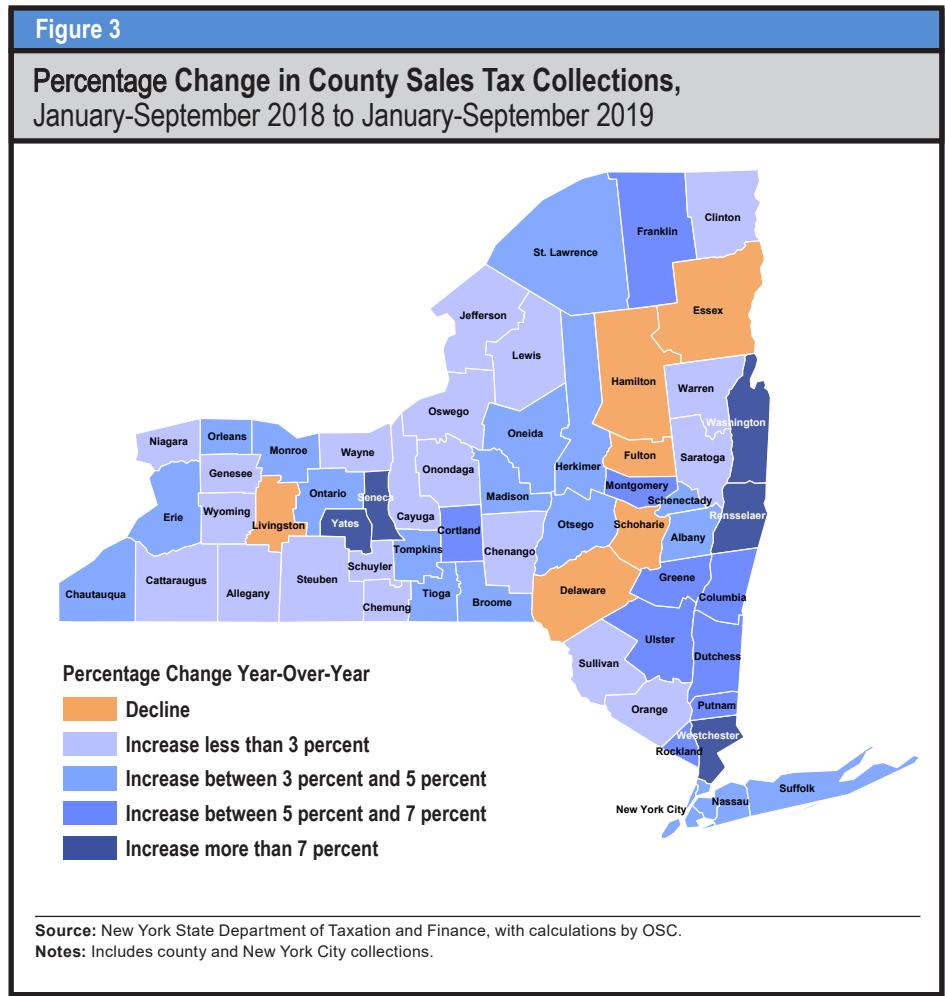 Figure 3
Percentage Change in County Sales Tax Collections,
January-September 2018 to January-September 2019
Clinton
Franklin
St. Lawrence
Essex
Jefferson
Lewis
Hamilton
Warren
Oswego
Washington
Oneida
Niagara
Orleans
Monroe
Wayne
Fulton
Saratoga
Herkimer
Genesee
Onondaga
Montgomery
Ontario
Seneca
Madison
Schenectady
Wyoming
Erie
Livingston
Yates
Cayuga
Cortland
Otsego
Schoharie
Albany
Rensselaer
Tompkins
Chenango
Schuyler
Greene
Cattaraugus
Steuben
Chautauqua
Allegany
Chemung
Tioga
Broome
Delaware
Columbia
Ulster
Dutchess
Sullivan
Putnam
Orange
Westchester
Rockland
Suffolk
Nassau
New York City
Percentage Change Year-Over-Year
Decline
Increase less than 3 percent
Increase between 3 percent and 5 percent
Increase between 5 percent and 7 percent
Increase more than 7 percent
Source: New York State Department of Taxation and Finance, with calculations by OSC.
Notes: Includes county and New York City collections.